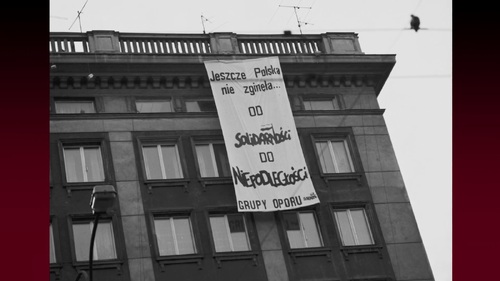 Jeszcze Polska
nie zginęła...
OD
SOLIDARNOŚCI
DO
NIEPODLEGŁOŚCI
GRUPY OPORU